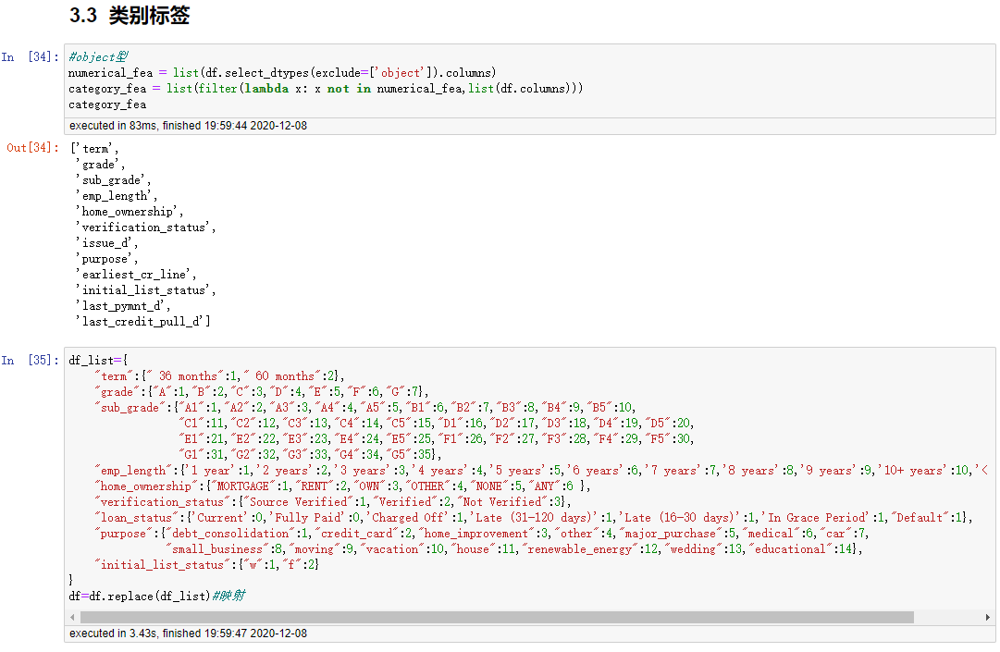 3.3 类别标签
In [34]:
#object型
numerical_fea = list(df.select_dtypes(exclude=['object']).columns)
category_fea = list(filter(lambda x: x not in numerical_fea,list(df.columns)))
category_fea
executed in 83ms, finished 19:59:44 2020-12-08
Out[34]:
['term',
'grade',
'sub_grade',
'emp_length',
'home_ownership',
'verification_status',
'issue_d',
'purpose',
'earliest_cr_line',
'initial_list_status',
'last_pymnt_d',
'last_credit_pull_d']
In [35]:
df_list={
"term":{" 36 months":1," 60 months":2},
"grade":{"A":1,"B":2,"C":3,"D":4,"E":5,"F":6,"G":7},
"sub_grade":{"A1":1,"A2":2,"A3":3,"A4":4,"A5":5,"B1":6,"B2":7,"B3":8,"B4":9,"B5":10,
"C1":11,"C2":12,"C3":13,"C4":14,"C5":15,"D1":16,"D2":17,"D3":18,"D4":19,"D5":20,
"E1":21,"E2":22,"E3":23,"E4":24,"E5":25,"F1":26,"F2":27,"F3":28,"F4":29,"F5":30,
"G1":31,"G2":32,"G3":33,"G4":34,"G5":35},
"emp_length":{'1 year':1,'2 years':2,'3 years':3,'4 years':4,'5 years':5,'6 years':6,'7 years':7,'8 years':8,'9 years':9,'10+ years':10,'<
"home_ownership":{"MORTGAGE":1,"RENT":2,"OWN":3,"OTHER":4,"NONE":5,"ANY":6 },
"verification_status":{"Source Verified":1,"Verified":2,"Not Verified":3},
"loan_status":{'Current':0,'Fully Paid':0,'Charged Off':1,'Late (31-120 days)':1,'Late (16-30 days)':1,'In Grace Period':1,"Default":1},
"purpose":{"debt_consolidation":1,"credit_card":2,"home_improvement":3,"other":4,"major_purchase":5,"medical":6,"car":7,
"small_business":8,"moving":9,"vacation":10,"house":11,"renewable_energy":12,"wedding":13,"educational":14},
"initial_list_status":{"w":1,"f":2}
}
df=df.replace(df_list)#映射
executed in 3.43s, finished 19:59:47 2020-12-08